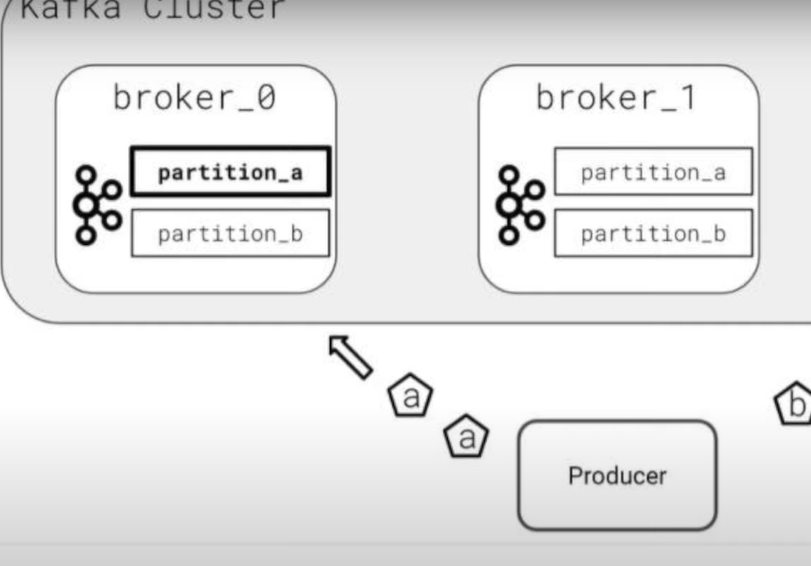 Kafka Cluster
broker_0
partition_a
partition_b
broker_1
partition_a
partition_b
a
a
b
Producer